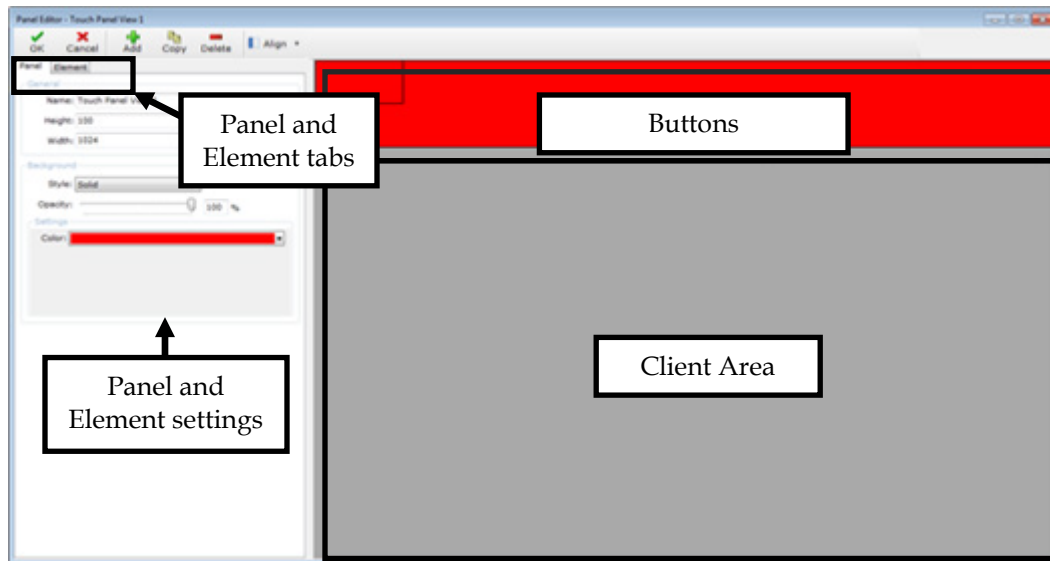 Panel Editor - Touch Panel View 1
OK Cancel Add Copy Delete Align
Panel Element
General
Name: Touch Panel
Height: 100
Width: 1024
Panel and
Element tabs
Buttons
Background
Style: Solid
Opacity: 100 %
Settings
Color:
Client Area
Panel and
Element settings